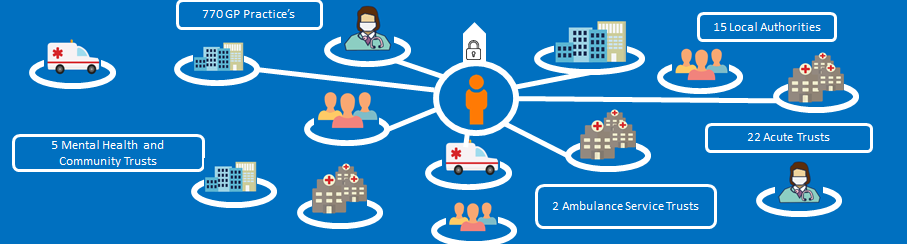 770 GP Practice's
15 Local Authorities
5 Mental Health and
Community Trusts
22 Acute Trusts
2 Ambulance Service Trusts